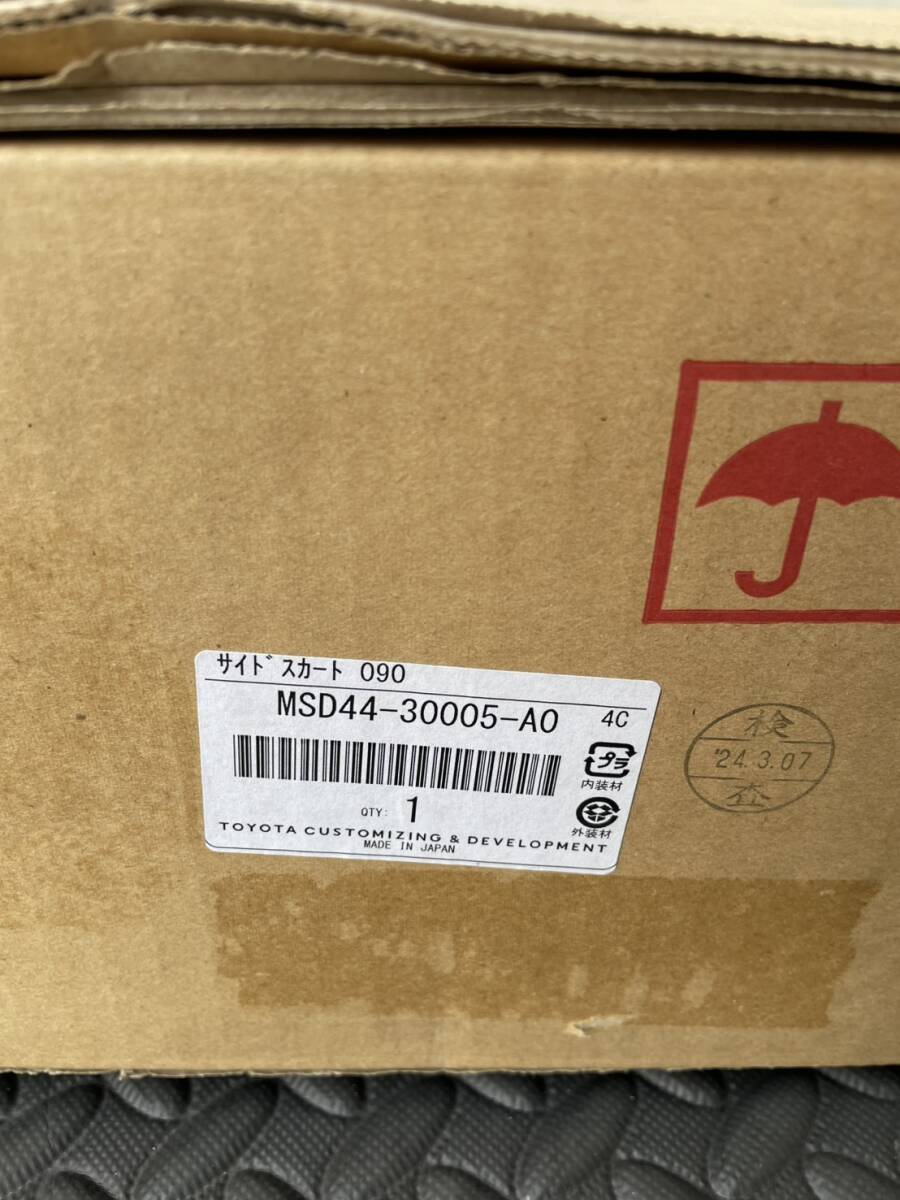 サイド スカート 090
MSD44-30005-A0
4C
プラ
内装材
QTY: 1
外装材
TOYOTA CUSTOMIZING & DEVELOPMENT
MADE IN JAPAN
検
'24.3.07
査